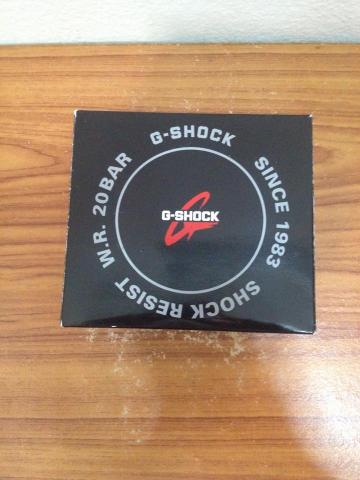 G-SHOCK
SINCE 1983
SHOCK RESIST
W.R. 20BAR
G-SHOCK